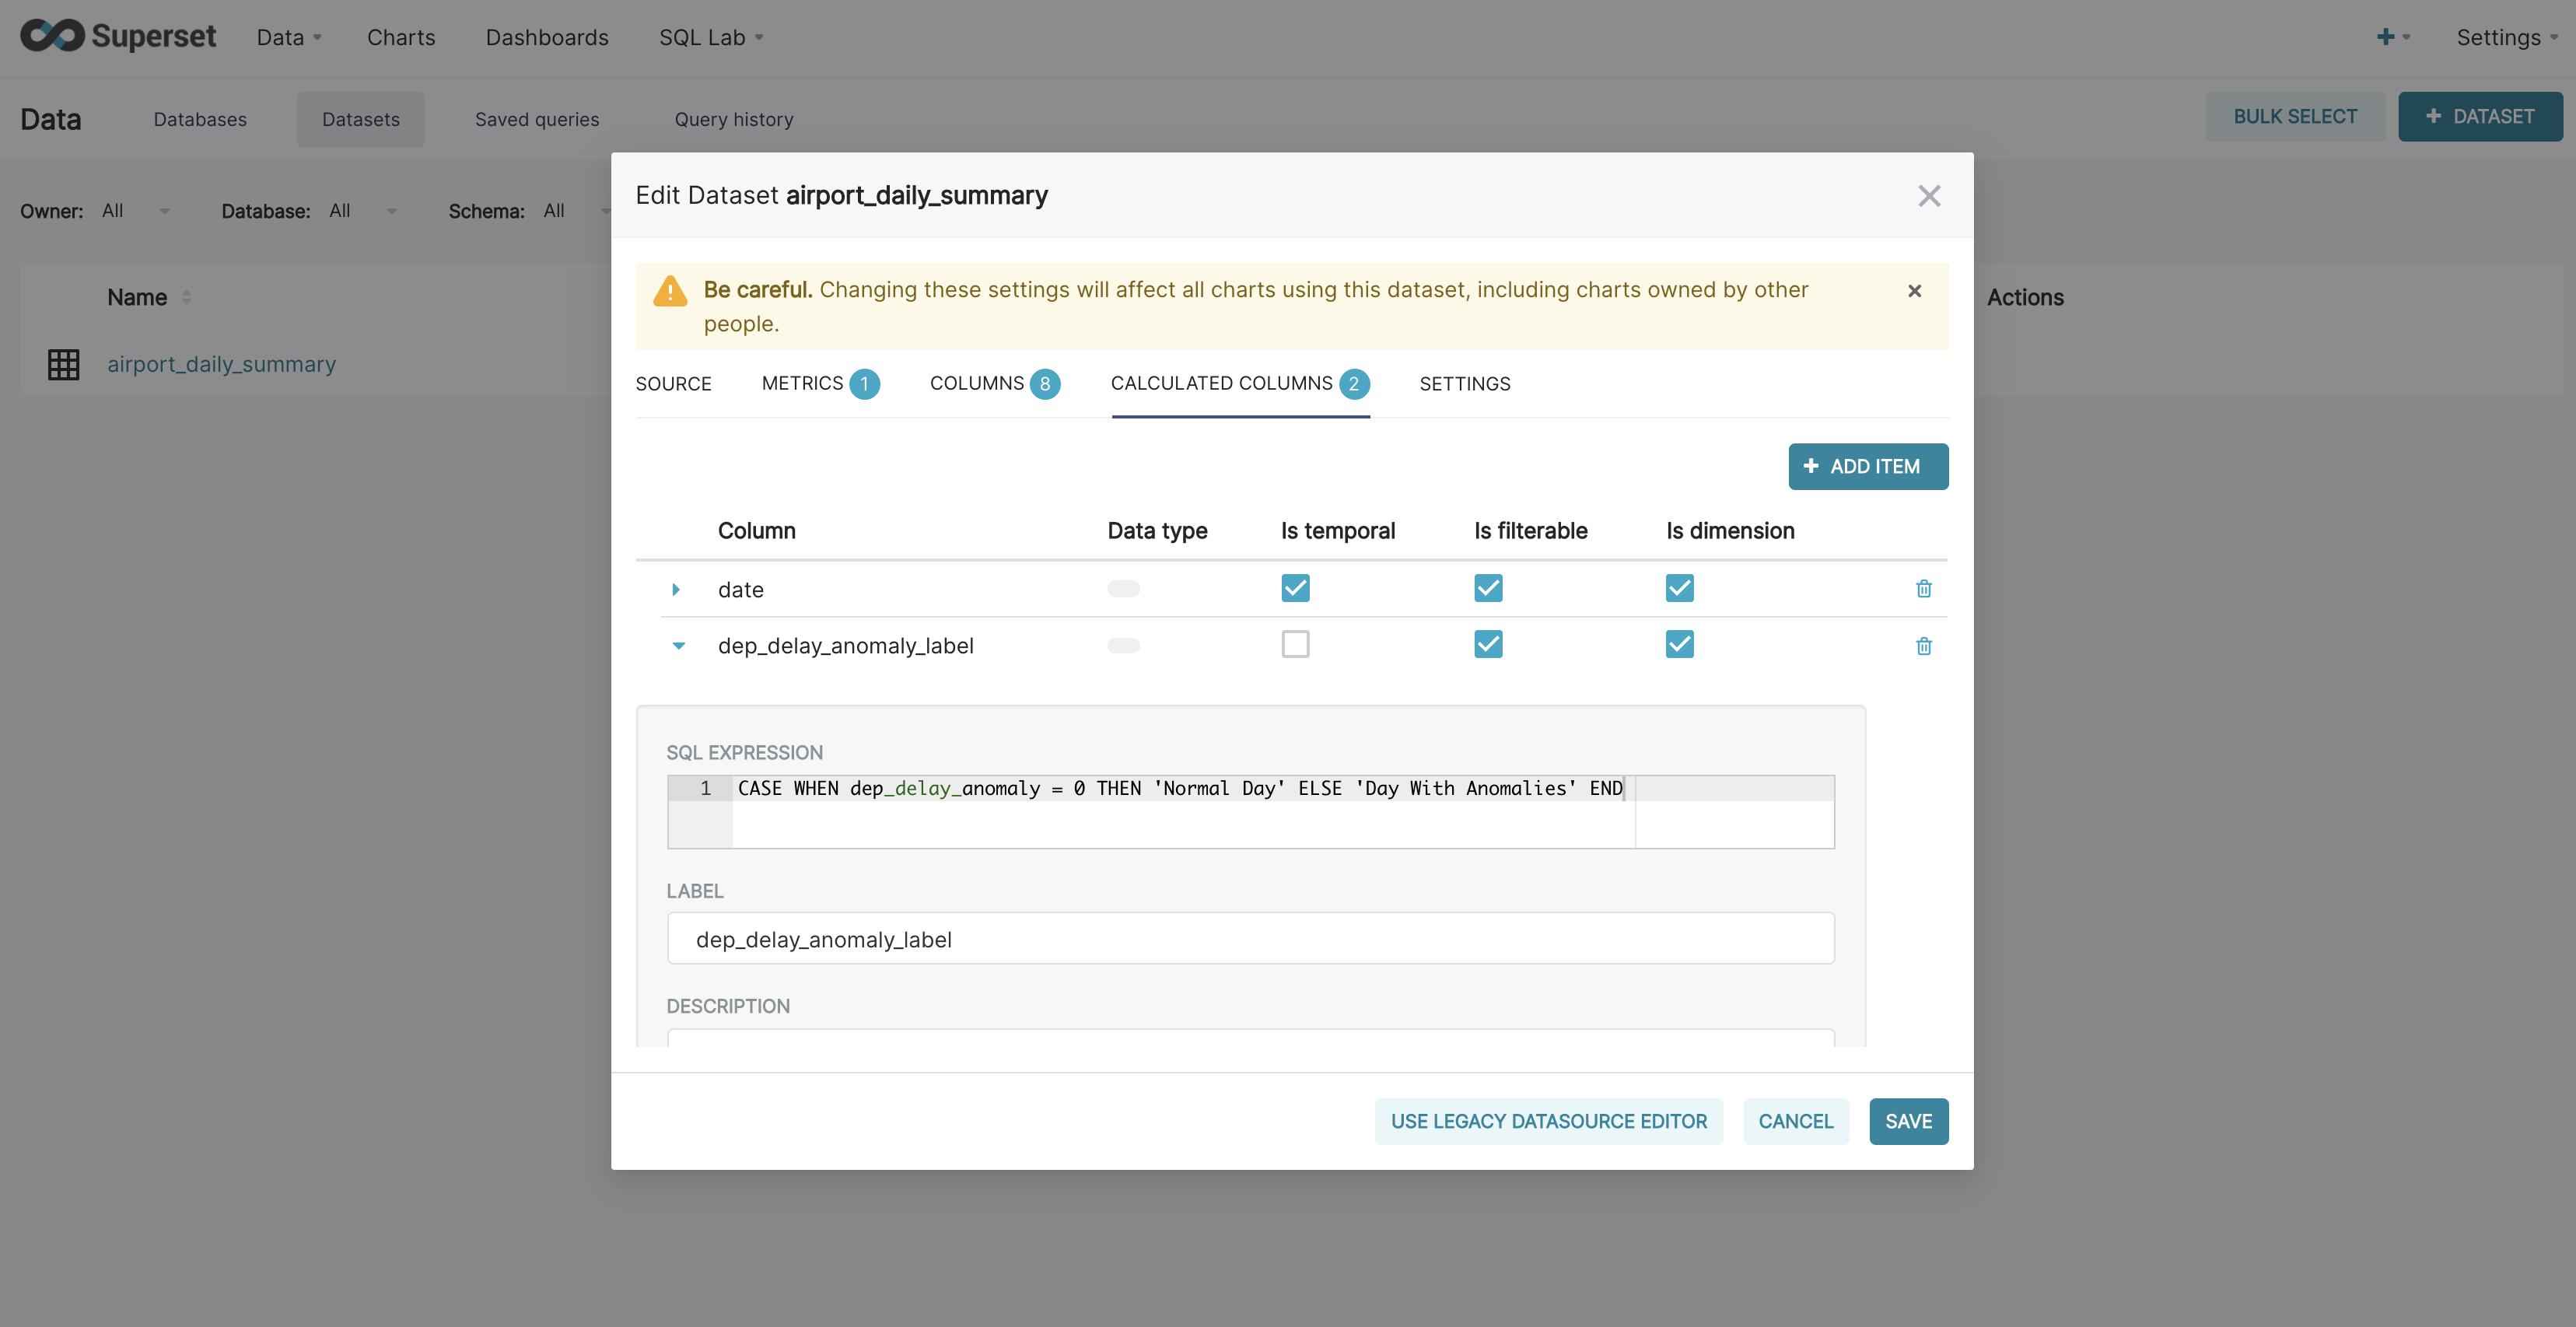 Superset Data Charts Dashboards SQL Lab + Settings
Data Databases Datasets Saved queries Query history BULK SELECT + DATASET
Owner: All Database: All Schema: All
Name Actions
airport_daily_summary
Edit Dataset airport_daily_summary
Be careful. Changing these settings will affect all charts using this dataset, including charts owned by other
people.
SOURCE METRICS 1 COLUMNS 8 CALCULATED COLUMNS 2 SETTINGS
+ ADD ITEM
Column Data type Is temporal Is filterable Is dimension
date
dep_delay_anomaly_label
SQL EXPRESSION
1 CASE WHEN dep_delay_anomaly = 0 THEN 'Normal Day' ELSE 'Day With Anomalies' END
LABEL
dep_delay_anomaly_label
DESCRIPTION
USE LEGACY DATASOURCE EDITOR CANCEL SAVE